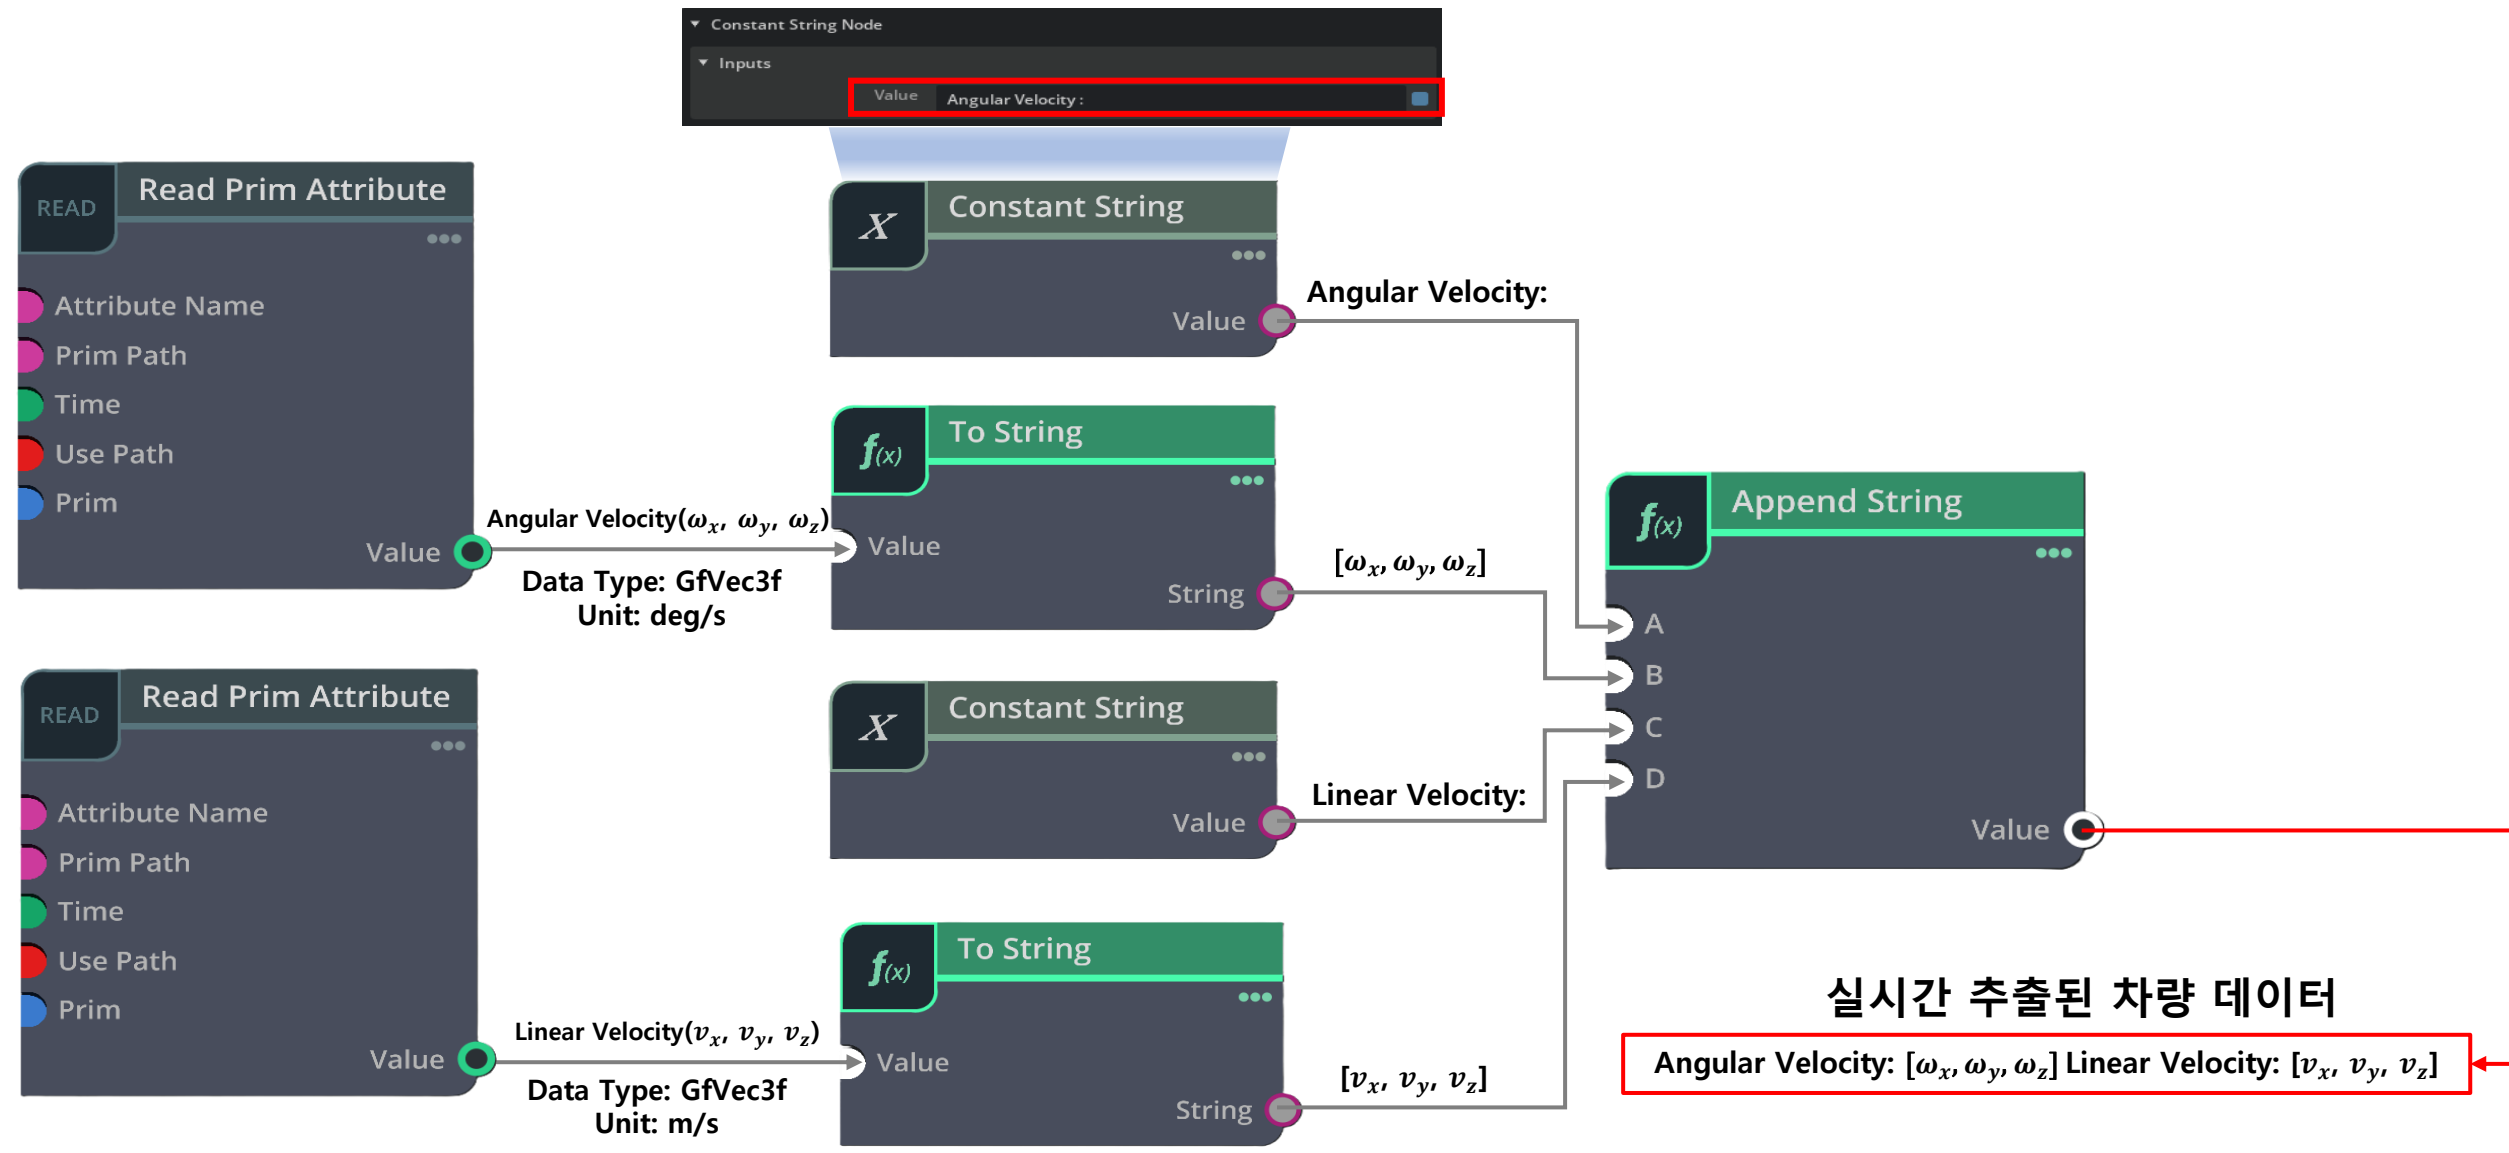 Constant String Node
Inputs
Value Angular Velocity :
READ Read Prim Attribute
Attribute Name
Prim Path
Time
Use Path
Prim
Value
Angular Velocity(ωx, ωy, ωz)
Data Type: GfVec3f
Unit: deg/s
X Constant String
Value
Angular Velocity:
f(x) To String
Value
String
[ωx, ωy, ωz]
READ Read Prim Attribute
Attribute Name
Prim Path
Time
Use Path
Prim
Value
Linear Velocity(vx, vy, vz)
Data Type: GfVec3f
Unit: m/s
X Constant String
Value
Linear Velocity:
f(x) To String
Value
String
[vx, vy, vz]
f(x) Append String
A
B
C
D
Value
실시간 추출된 차량 데이터
Angular Velocity: [ωx, ωy, ωz] Linear Velocity: [vx, vy, vz]